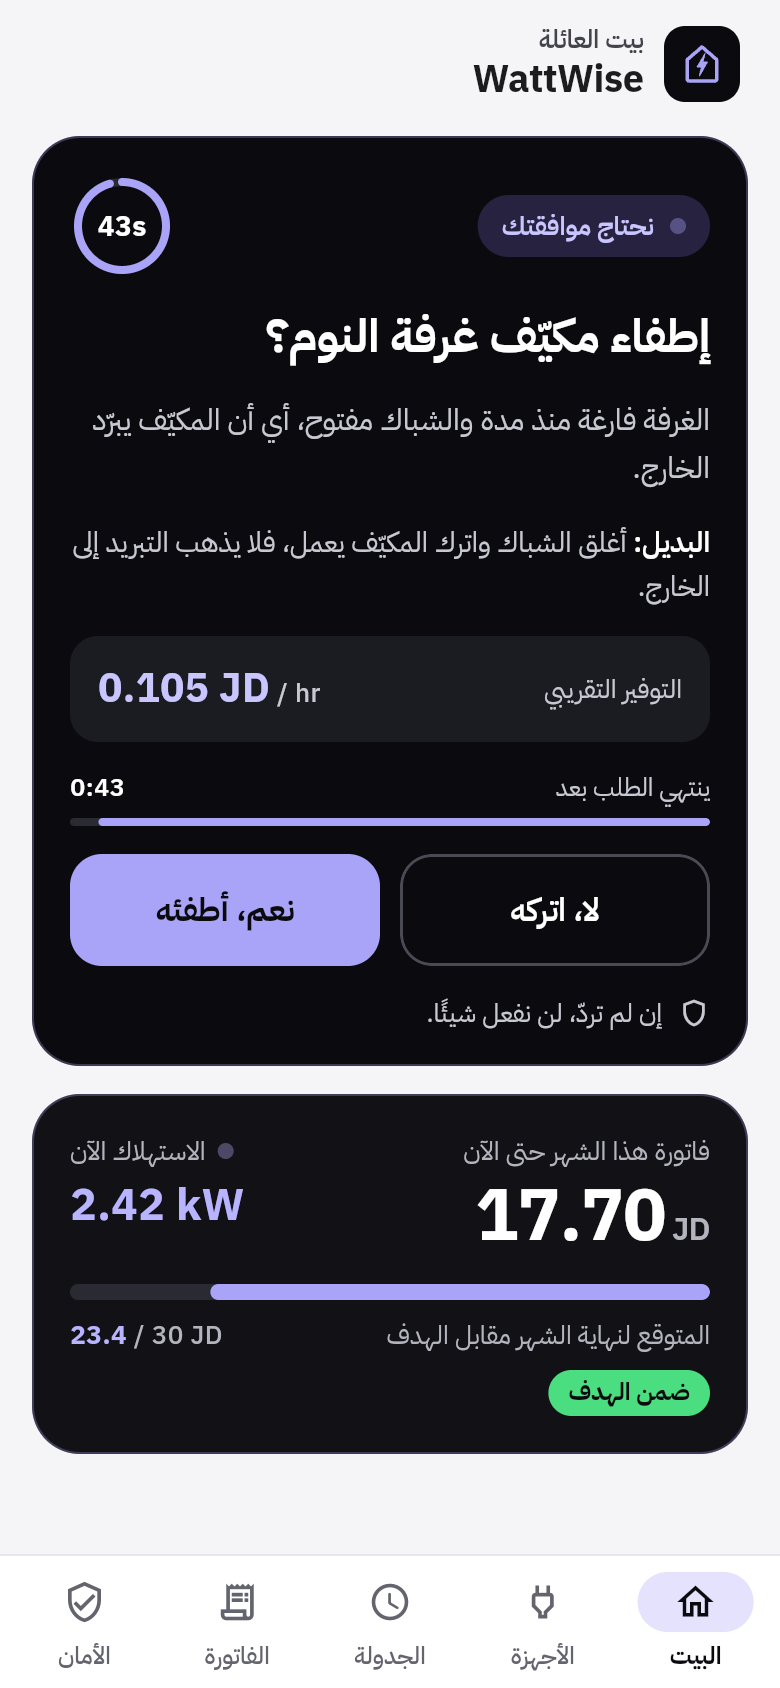 بيت العائلة
WattWise
نحتاج موافقتك
43s
إطفاء مكيّف غرفة النوم؟
الغرفة فارغة منذ مدة والشباك مفتوح، أي أن المكيّف يبرّد
الخارج.
البديل: أغلق الشباك واترك المكيّف يعمل، فلا يذهب التبريد إلى
الخارج.
التوفير التقريبي
0.105 JD / hr
ينتهي الطلب بعد
0:43
لا، اتركه
نعم، أطفئه
إن لم تردّ، لن نفعل شيئًا.
فاتورة هذا الشهر حتى الآن
17.70 JD
الاستهلاك الآن
2.42 kW
المتوقع لنهاية الشهر مقابل الهدف
23.4 / 30 JD
ضمن الهدف
البيت
الأجهزة
الجدولة
الفاتورة
الأمان